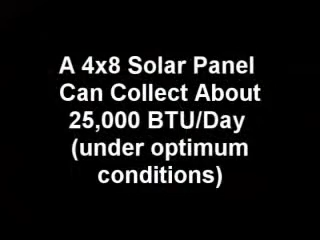 A 4x8 Solar Panel
Can Collect About
25,000 BTU/Day
(under optimum
conditions)